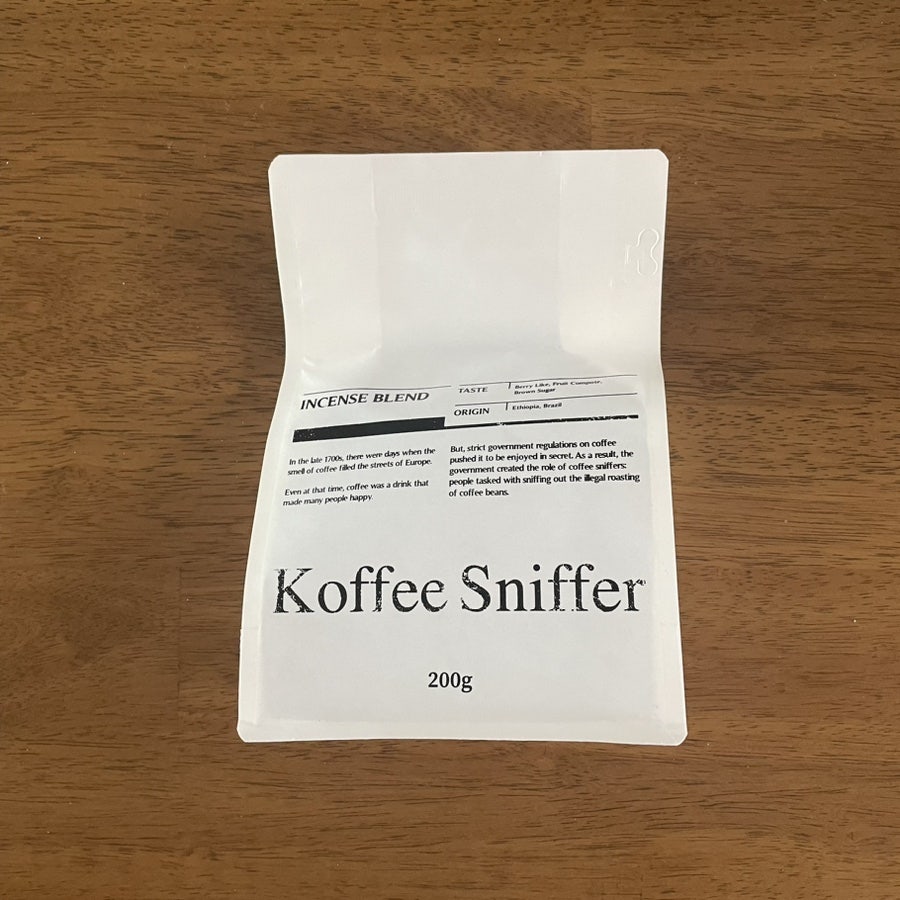 INCENSE BLEND
TASTE
Berry Like, Fruit Compote,
Brown Sugar
ORIGIN
Ethiopia, Brazil
In the late 1700s, there were days when the
smell of coffee filled the streets of Europe.
Even at that time, coffee was a drink that
made many people happy.
But, strict government regulations on coffee
pushed it to be enjoyed in secret. As a result, the
government created the role of coffee sniffers:
people tasked with sniffing out the illegal roasting
of coffee beans.
Koffee Sniffer
200g